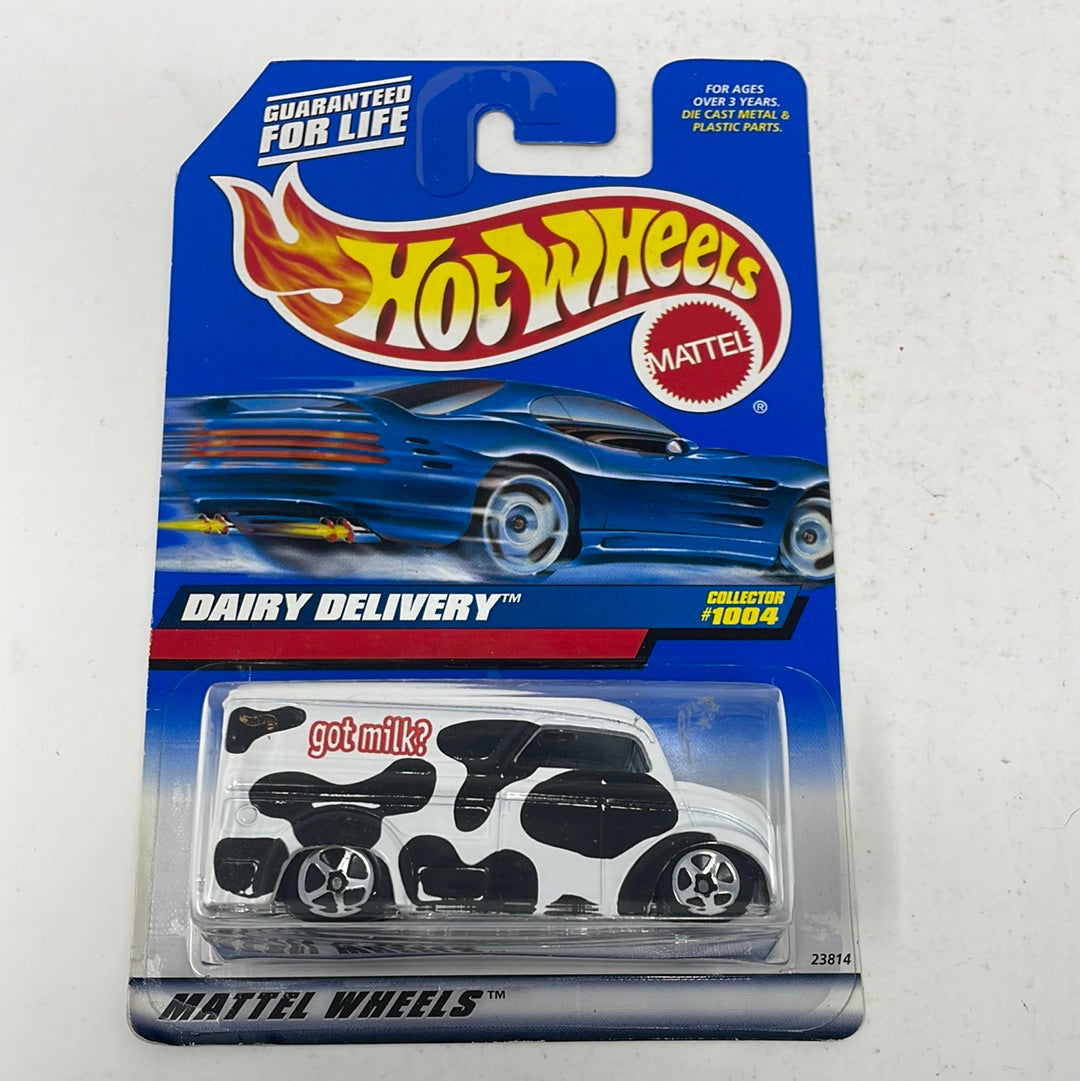 GUARANTEED
FOR LIFE
FOR AGES
OVER 3 YEARS.
DIE CAST METAL &
PLASTIC PARTS.
HOT WHEELS
MATTEL
®
DAIRY DELIVERY™
COLLECTOR
#1004
got milk?
23814
MATTEL WHEELS™